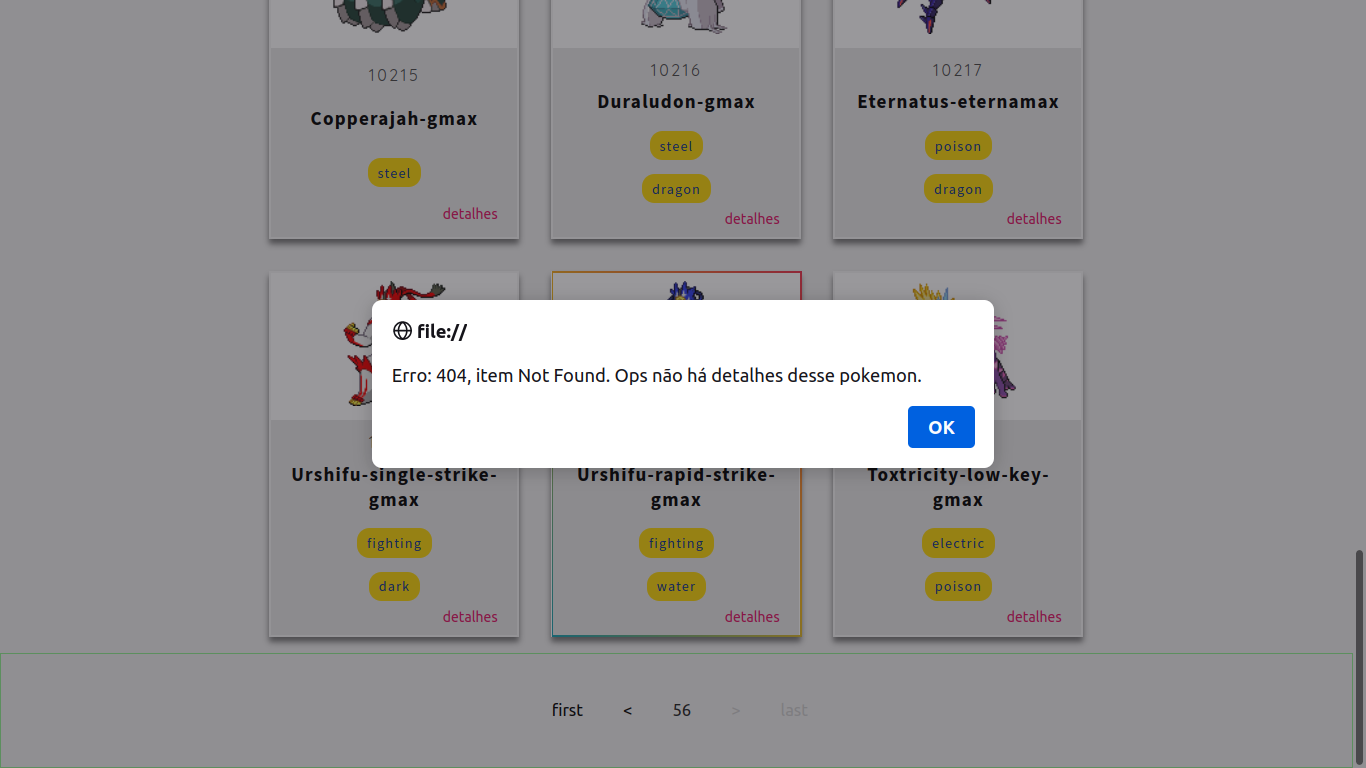 10215
10216
10217
Copperajah-gmax
Duraludon-gmax
Eternatus-eternamax
steel
steel
dragon
poison
dragon
detalhes
detalhes
detalhes
file://
Erro: 404, item Not Found. Ops não há detalhes desse pokemon.
OK
Urshifu-single-strike-
gmax
Urshifu-rapid-strike-
gmax
Toxtricity-low-key-
gmax
fighting
dark
fighting
water
electric
poison
detalhes
detalhes
detalhes
first < 56 > last